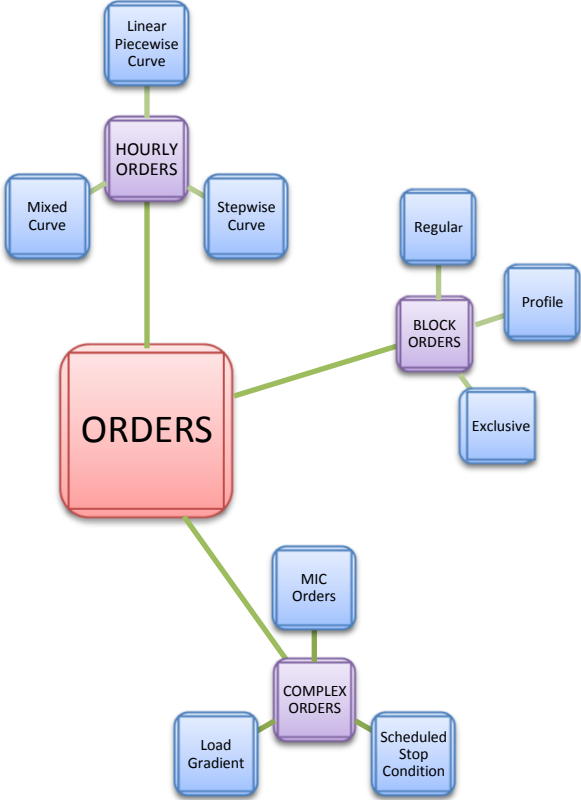 Linear
Piecewise
Curve
HOURLY
ORDERS
Mixed
Curve
Stepwise
Curve
Regular
Profile
BLOCK
ORDERS
Exclusive
ORDERS
MIC
Orders
COMPLEX
ORDERS
Load
Gradient
Scheduled
Stop
Condition